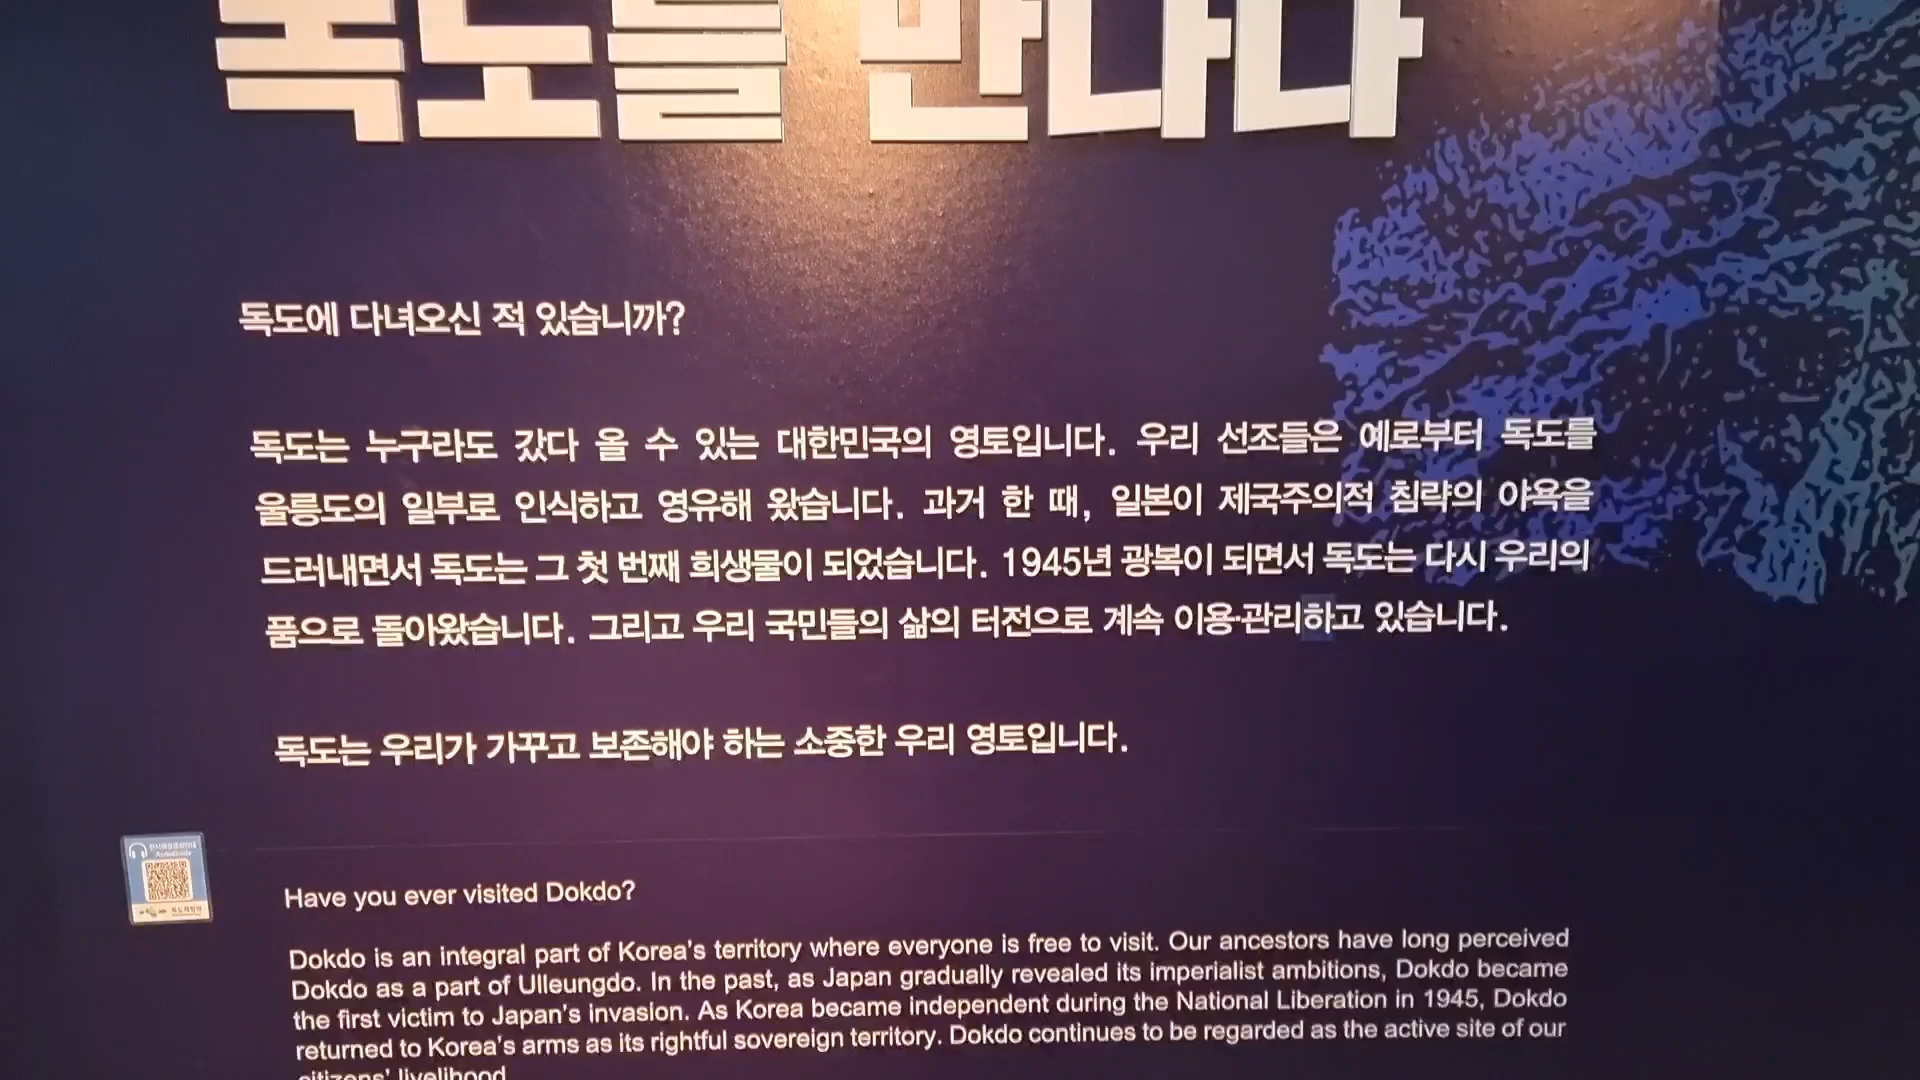 독도를 만나다
독도에 다녀오신 적 있습니까?
독도는 누구라도 갔다 올 수 있는 대한민국의 영토입니다. 우리 선조들은 예로부터 독도를
울릉도의 일부로 인식하고 영유해 왔습니다. 과거 한 때, 일본이 제국주의적 침략의 야욕을
드러내면서 독도는 그 첫 번째 희생물이 되었습니다. 1945년 광복이 되면서 독도는 다시 우리의
품으로 돌아왔습니다. 그리고 우리 국민들의 삶의 터전으로 계속 이용·관리하고 있습니다.
독도는 우리가 가꾸고 보존해야 하는 소중한 우리 영토입니다.
Have you ever visited Dokdo?
Dokdo is an integral part of Korea's territory where everyone is free to visit. Our ancestors have long perceived
Dokdo as a part of Ulleungdo. In the past, as Japan gradually revealed its imperialist ambitions, Dokdo became
the first victim to Japan's invasion. As Korea became independent during the National Liberation in 1945, Dokdo
returned to Korea's arms as its rightful sovereign territory. Dokdo continues to be regarded as the active site of our
citizens' livelihood